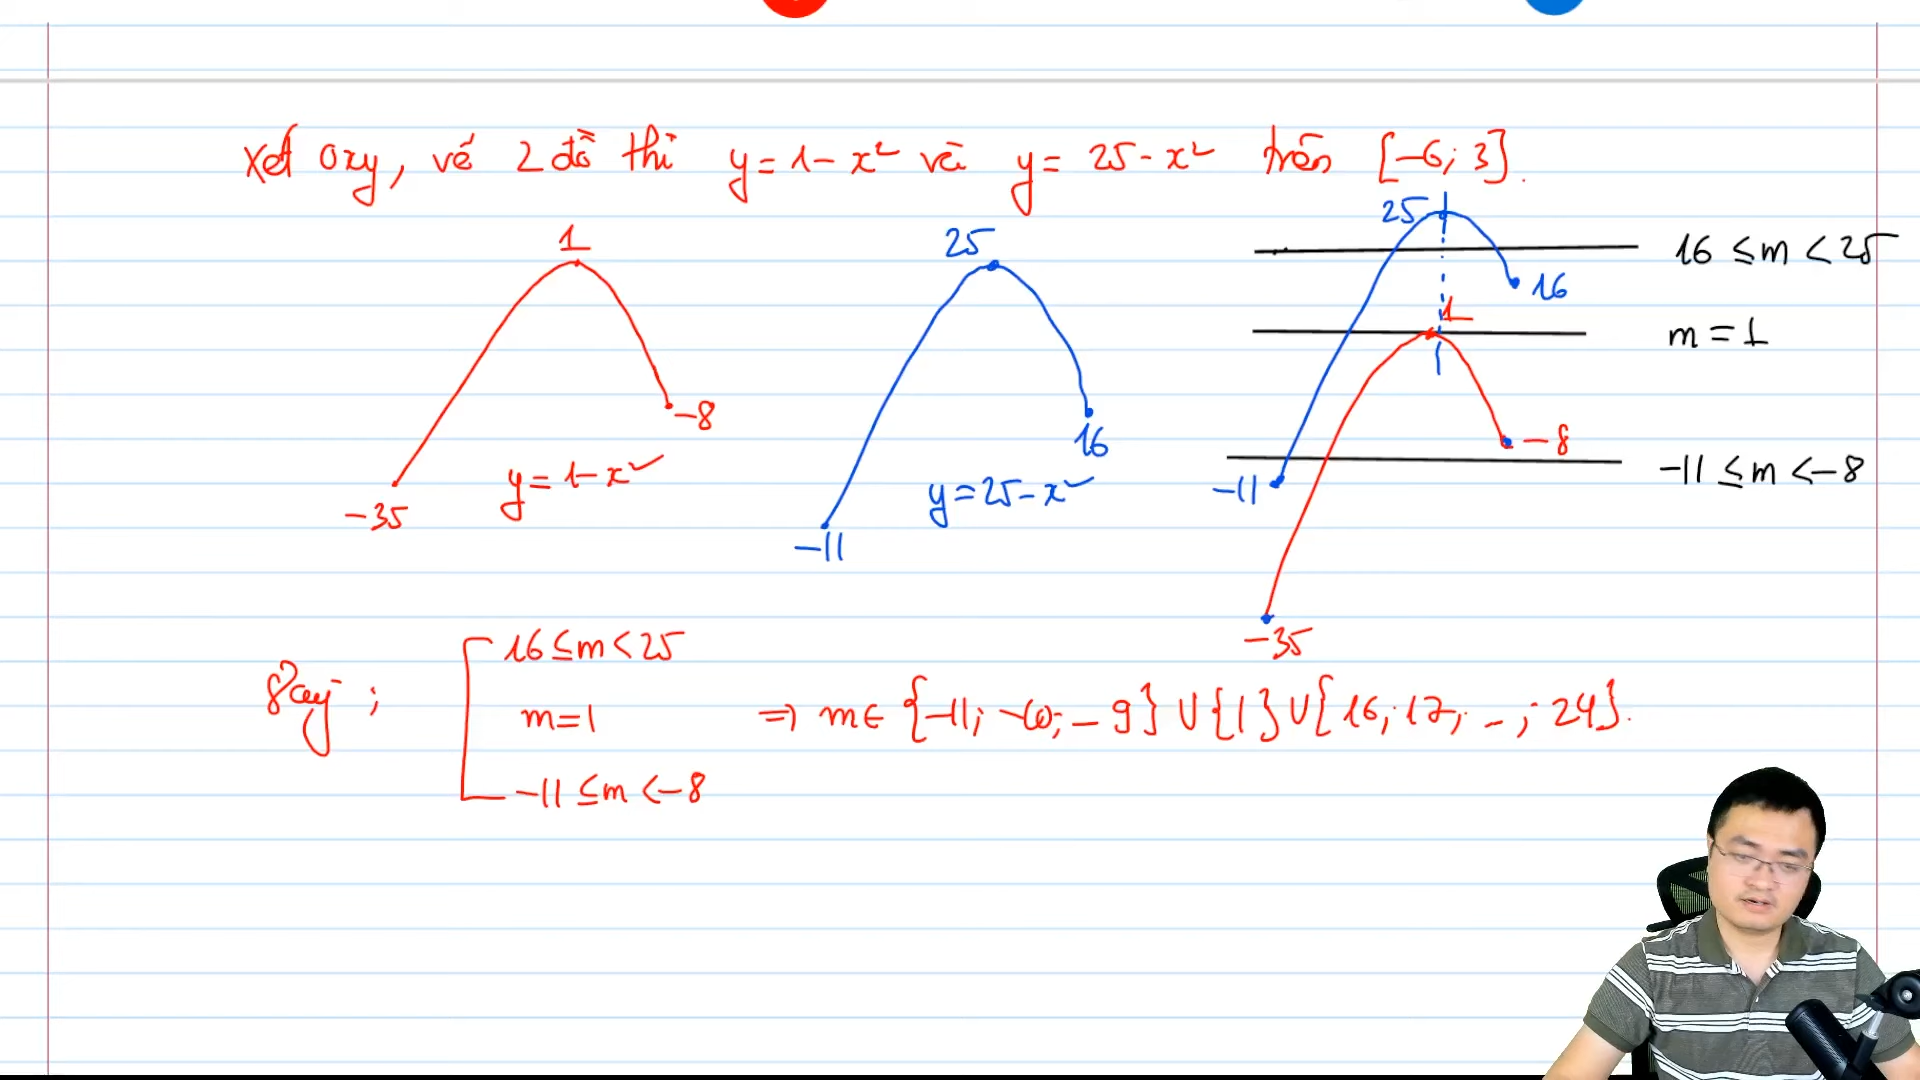 Xét Oxy, vẽ 2 đồ thị y = 1 - x² và y = 25 - x² trên [-6; 3].
1
25
25
16 ≤ m < 25
16
1
m = 1
-8
16
-8
y = 1 - x²
-11 ≤ m < -8
-35
y = 25 - x²
-11
-11
-35
16 ≤ m < 25
m = 1 ⇒ m ∈ {-11; -10; -9} ∪ {1} ∪ {16; 17; -; 24}.
-11 ≤ m < -8